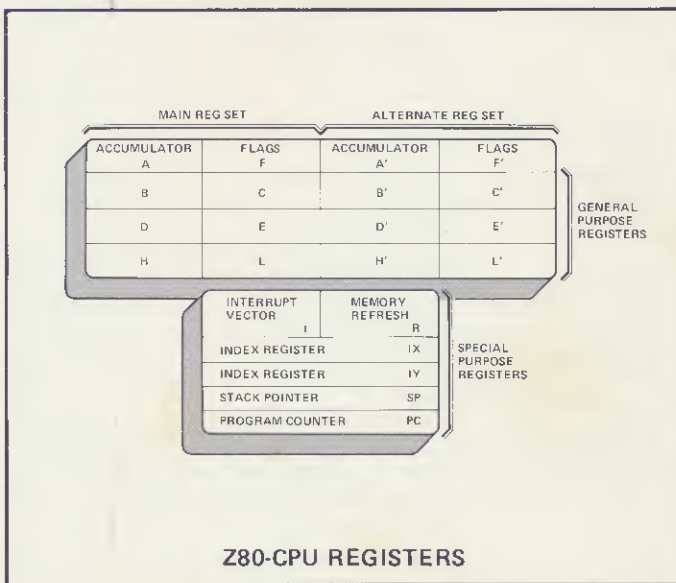 MAIN REG SET ALTERNATE REG SET
ACCUMULATOR FLAGS ACCUMULATOR FLAGS
A F A' F'
B C B' C'
D E D' E'
H L H' L'
GENERAL
PURPOSE
REGISTERS
INTERRUPT MEMORY
VECTOR REFRESH
I R
INDEX REGISTER IX
INDEX REGISTER IY
STACK POINTER SP
PROGRAM COUNTER PC
SPECIAL
PURPOSE
REGISTERS
Z80-CPU REGISTERS